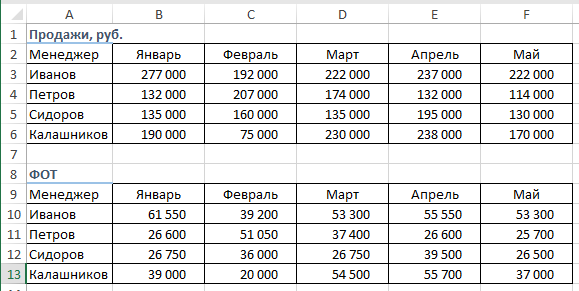 A B C D E F
1 Продажи, руб.
2 Менеджер Январь Февраль Март Апрель Май
3 Иванов 277 000 192 000 222 000 237 000 222 000
4 Петров 132 000 207 000 174 000 132 000 114 000
5 Сидоров 135 000 160 000 135 000 195 000 130 000
6 Калашников 190 000 75 000 230 000 238 000 170 000
7
8 ФОТ
9 Менеджер Январь Февраль Март Апрель Май
10 Иванов 61 550 39 200 53 300 55 550 53 300
11 Петров 26 600 51 050 37 400 26 600 25 700
12 Сидоров 26 750 36 000 26 750 39 500 26 500
13 Калашников 39 000 20 000 54 500 55 700 37 000